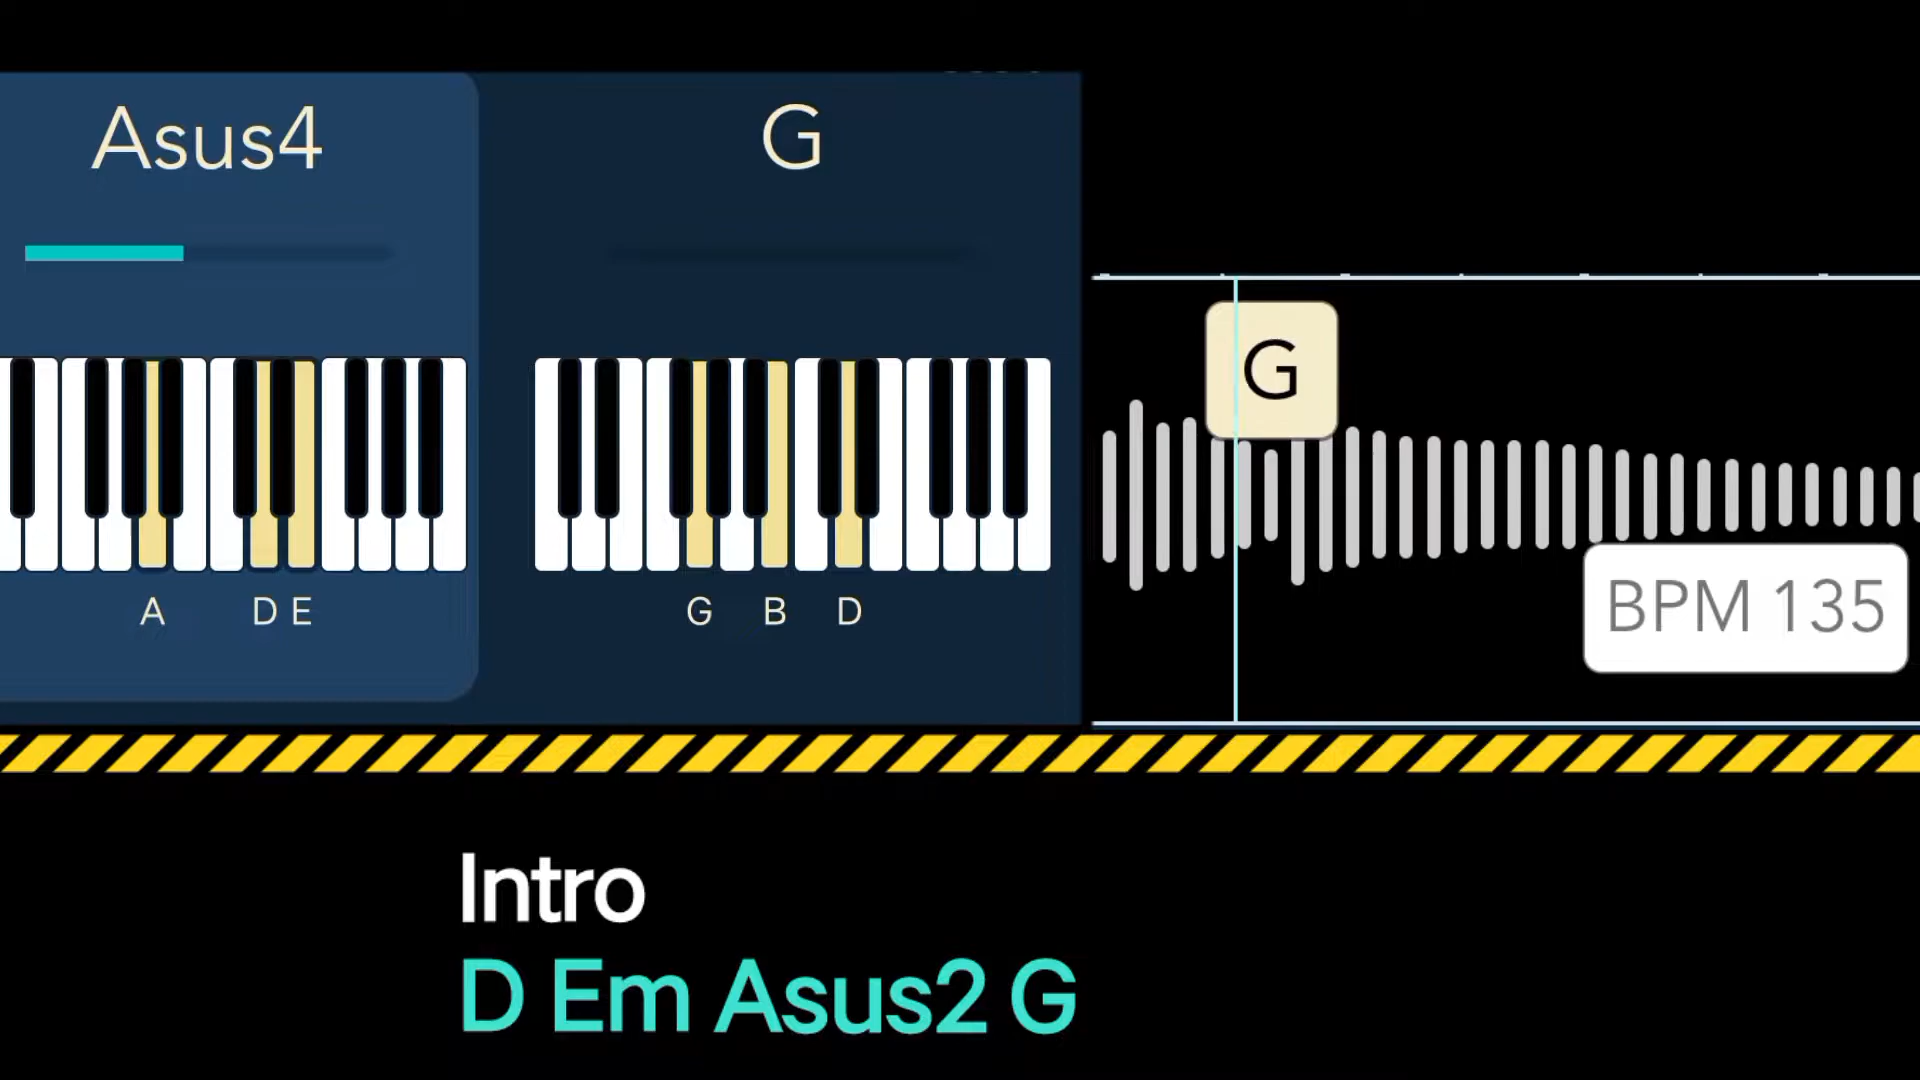 Asus4
G
A D E
G B D
G
BPM 135
Intro
D Em Asus2 G